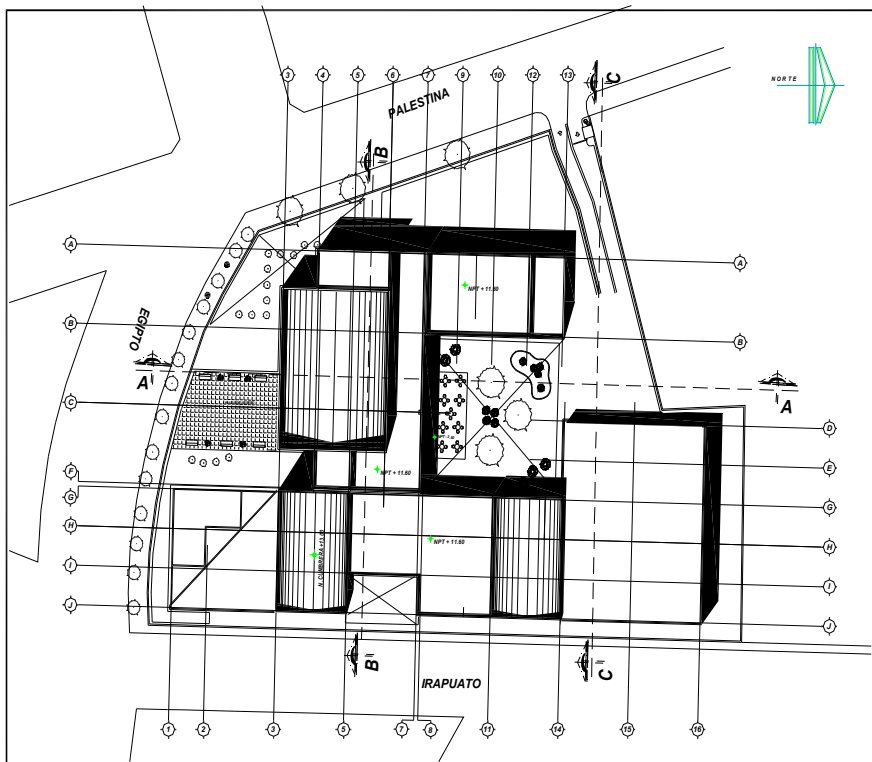 NORTE
3 4 5 6 7 9 10 12 13
C
PALESTINA
B
A A
EGIPTO
B B
A A
C D
E
NPT + 11.60
F
NPT + 11.60
G G
H H
NPT + 11.60
I I
J J
B C
IRAPUATO
1 2 3 5 7 8 11 14 15 16